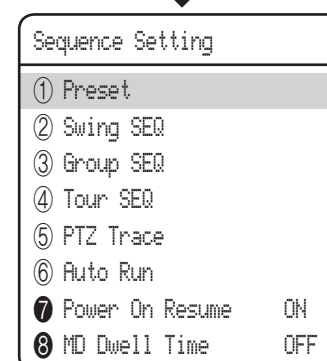 Sequence Setting
① Preset
② Swing SEQ
③ Group SEQ
④ Tour SEQ
⑤ PTZ Trace
⑥ Auto Run
❼ Power On Resume ON
❽ MD Dwell Time OFF